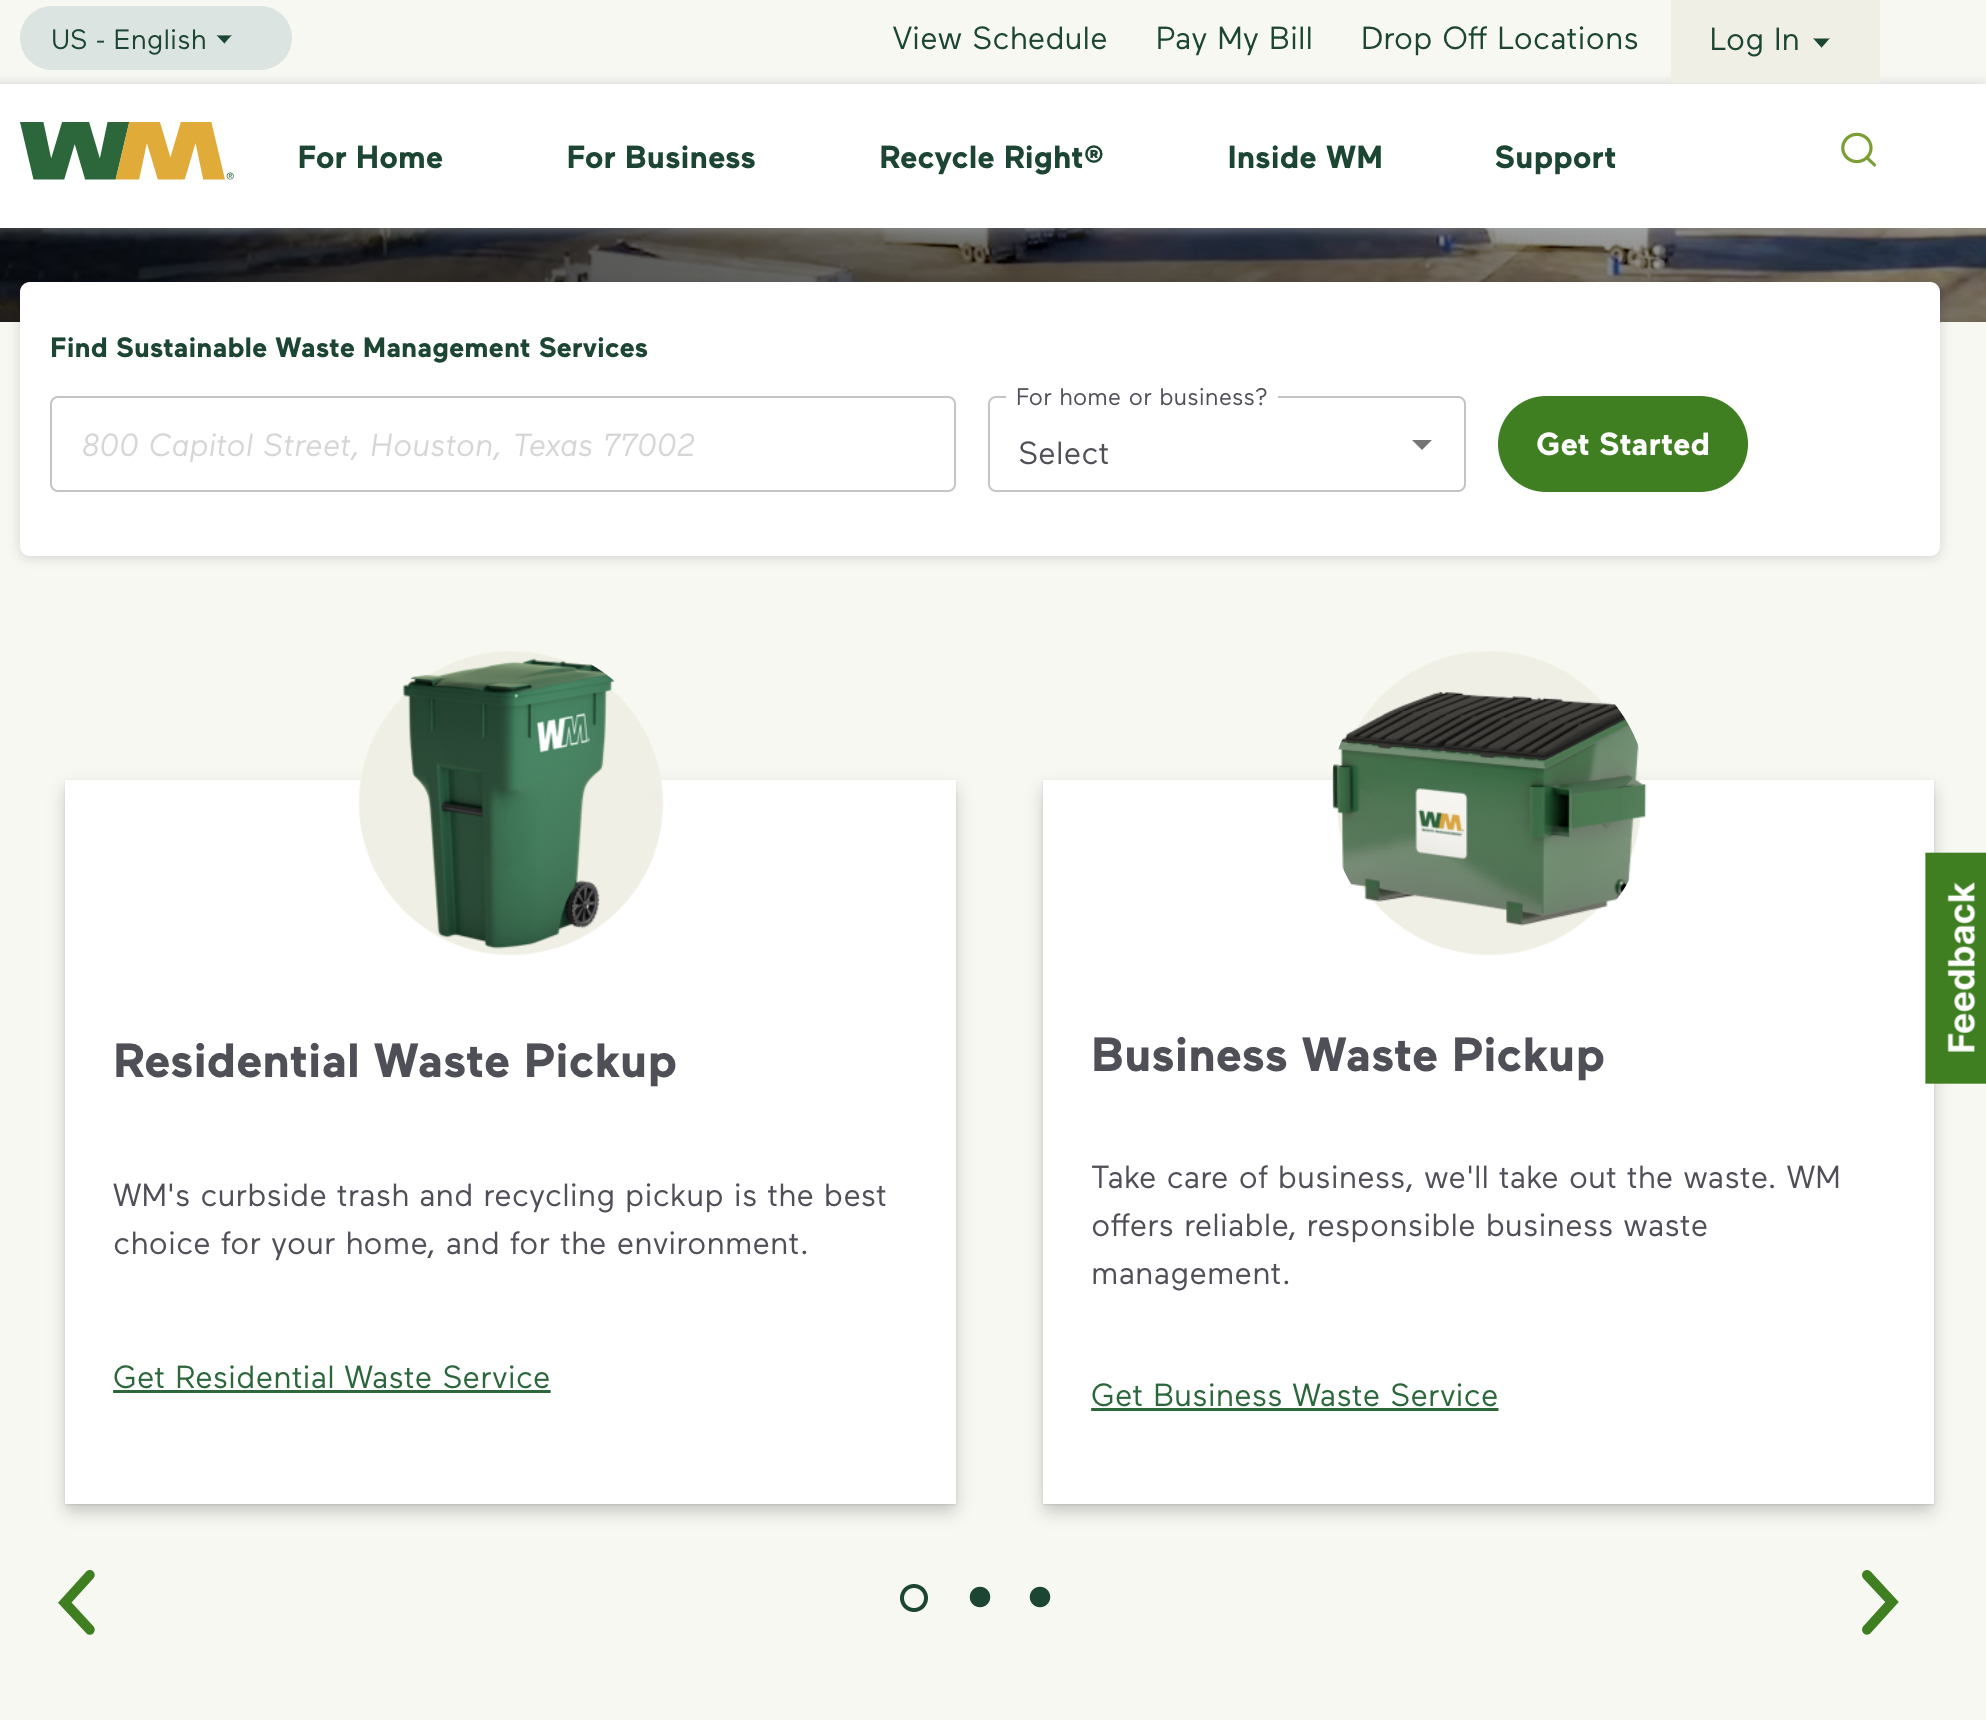 US - English
View Schedule
Pay My Bill
Drop Off Locations
Log In
WM®
For Home
For Business
Recycle Right®
Inside WM
Support
Find Sustainable Waste Management Services
800 Capitol Street, Houston, Texas 77002
For home or business?
Select
Get Started
WM
Residential Waste Pickup
WM's curbside trash and recycling pickup is the best
choice for your home, and for the environment.
Get Residential Waste Service
WM
WASTE MANAGEMENT
Business Waste Pickup
Take care of business, we'll take out the waste. WM
offers reliable, responsible business waste
management.
Get Business Waste Service
Feedback